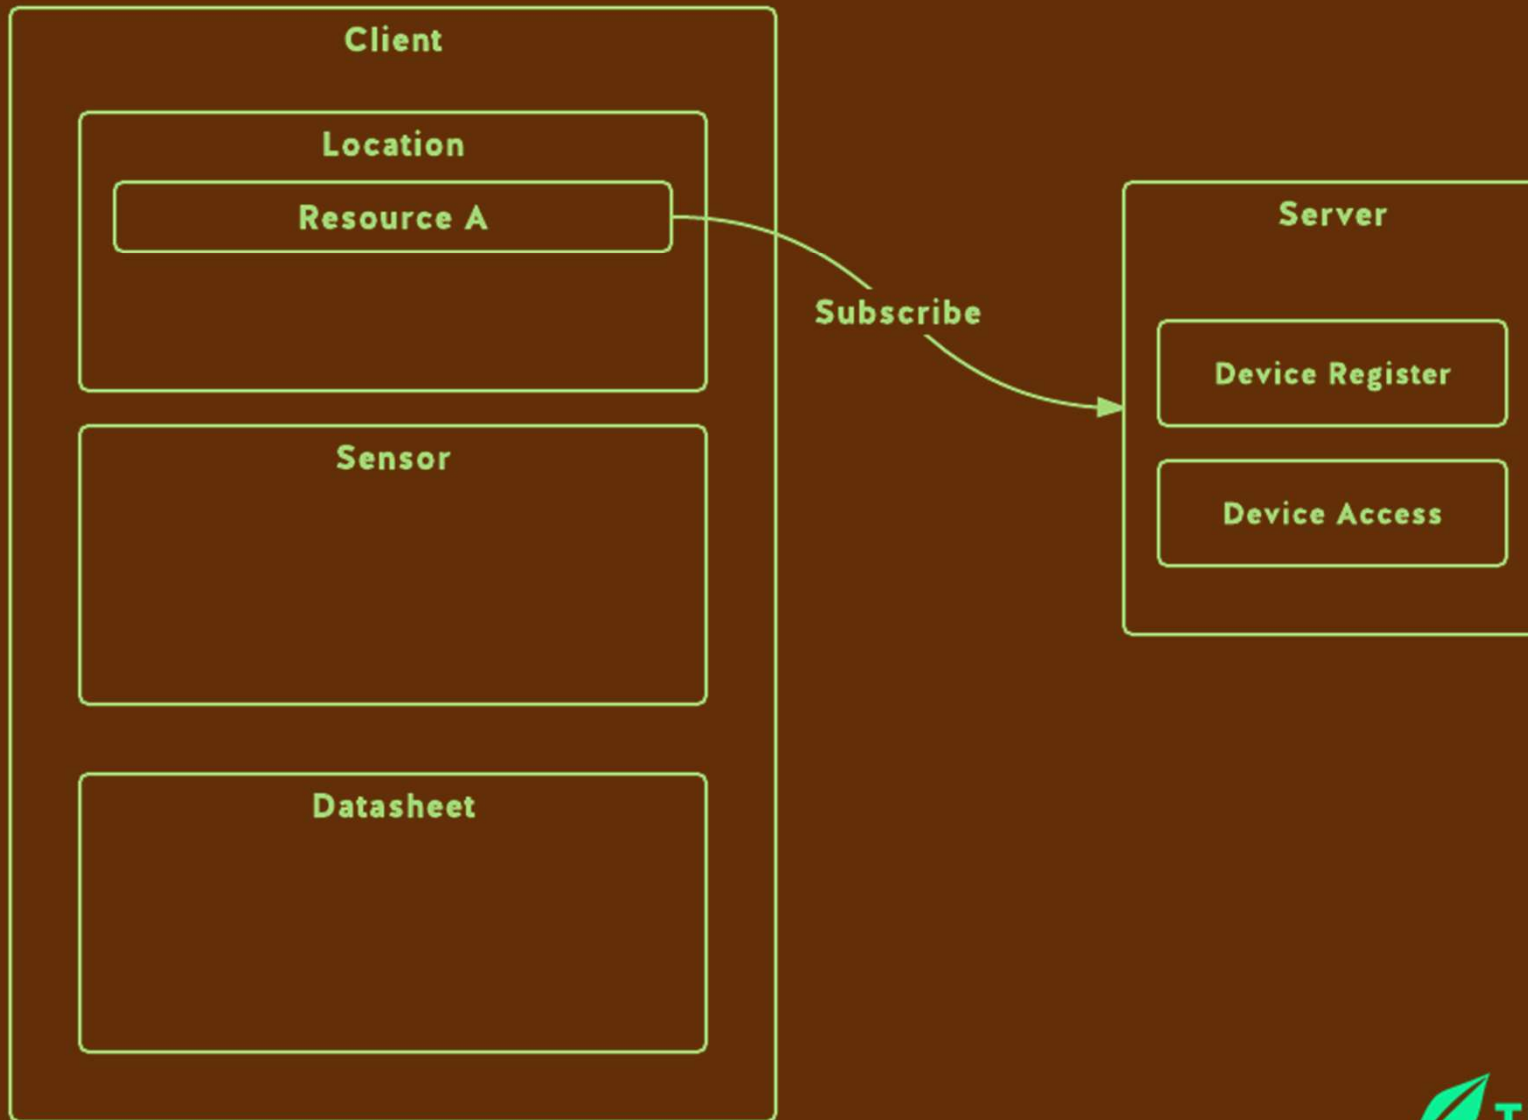 Client
Location
Resource A
Subscribe
Server
Device Register
Device Access
Sensor
Datasheet